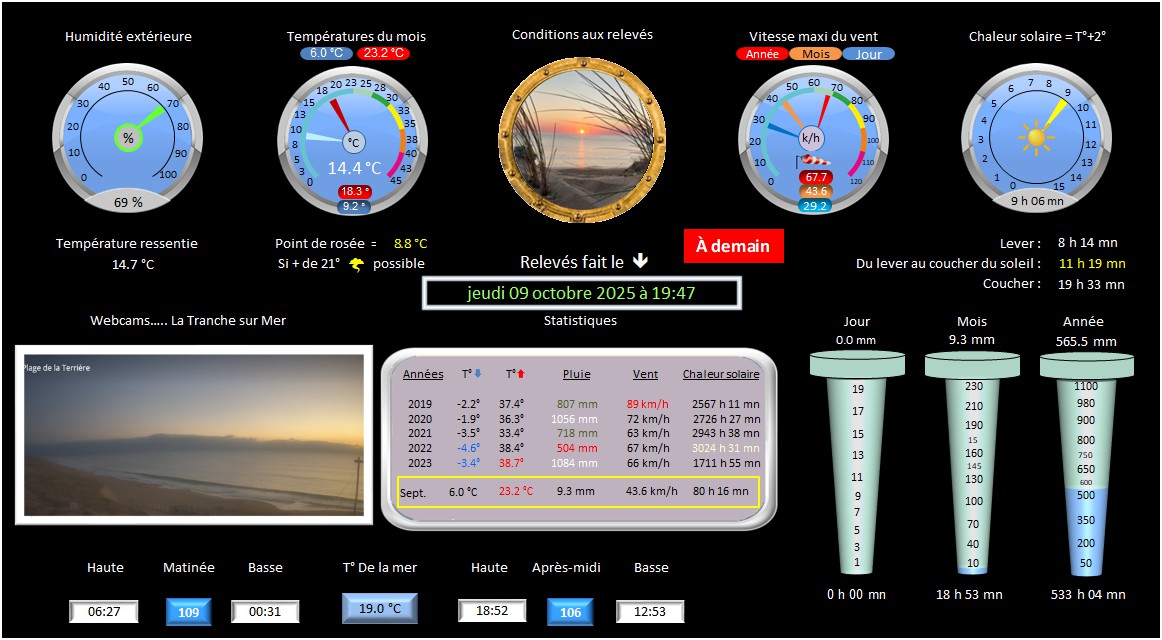 Humidité extérieure
Températures du mois
Conditions aux relevés
Vitesse maxi du vent
Chaleur solaire = T°+2°
6.0 °C 23.2 °C
Année Mois Jour
0 10 20 30 40 50 60 70 80 90 100
%
69 %
0 3 5 8 10 13 15 18 20 23 25 28 30 33 35 38 40 43 45
°C
14.4 °C
18.3 °
9.2 °
0 10 20 30 40 50 60 70 80 90 100 110 120
k/h
67.7
43.6
29.2
0 1 2 3 4 5 6 7 8 9 10 11 12 13 14 15
9 h 06 mn
Température ressentie
14.7 °C
Point de rosée = 8.8 °C
Si + de 21° possible
À demain
Relevés fait le
jeudi 09 octobre 2025 à 19:47
Lever : 8 h 14 mn
Du lever au coucher du soleil : 11 h 19 mn
Coucher : 19 h 33 mn
Webcams….. La Tranche sur Mer
Plage de la Terrière
Statistiques
Années T° T° Pluie Vent Chaleur solaire
2019 -2.2° 37.4° 807 mm 89 km/h 2567 h 11 mn
2020 -1.9° 36.3° 1056 mm 72 km/h 2726 h 27 mn
2021 -3.5° 33.4° 718 mm 63 km/h 2943 h 38 mn
2022 -4.6° 38.4° 504 mm 67 km/h 3024 h 31 mn
2023 -3.4° 38.7° 1084 mm 66 km/h 1711 h 55 mn
Sept. 6.0 °C 23.2 °C 9.3 mm 43.6 km/h 80 h 16 mn
Jour
0.0 mm
19
17
15
13
11
9
7
5
3
1
0 h 00 mn
Mois
9.3 mm
230
210
190
15
160
145
130
100
70
40
10
18 h 53 mn
Année
565.5 mm
1100
980
900
800
750
650
600
500
350
200
50
533 h 04 mn
Haute Matinée Basse
06:27 109 00:31
T° De la mer
19.0 °C
Haute Après-midi Basse
18:52 106 12:53